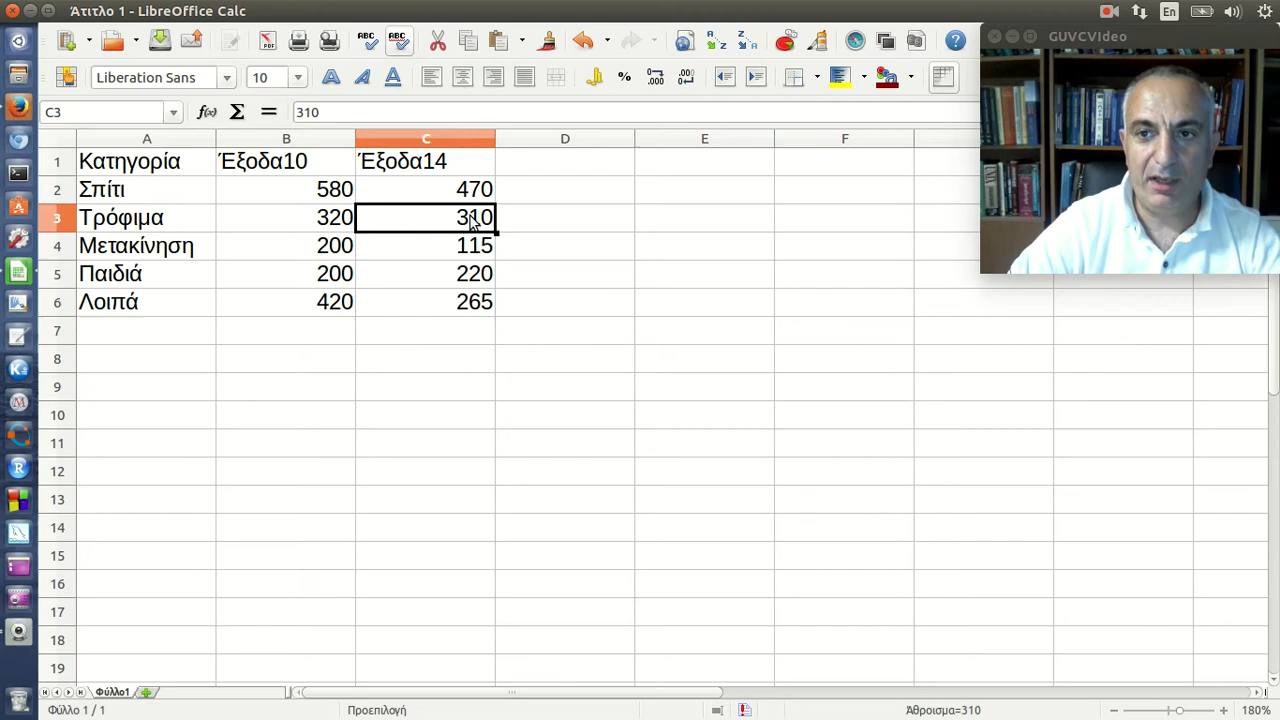 Άτιτλο 1 - LibreOffice Calc
En
GUVCVIdeo
Liberation Sans
10
C3
310
A B C D E F
1 Κατηγορία Έξοδα10 Έξοδα14
2 Σπίτι 580 470
3 Τρόφιμα 320 310
4 Μετακίνηση 200 115
5 Παιδιά 200 220
6 Λοιπά 420 265
7
8
9
10
11
12
13
14
15
16
17
18
19
Φύλλο1
Φύλλο 1 / 1 Προεπιλογή Άθροισμα=310 180%